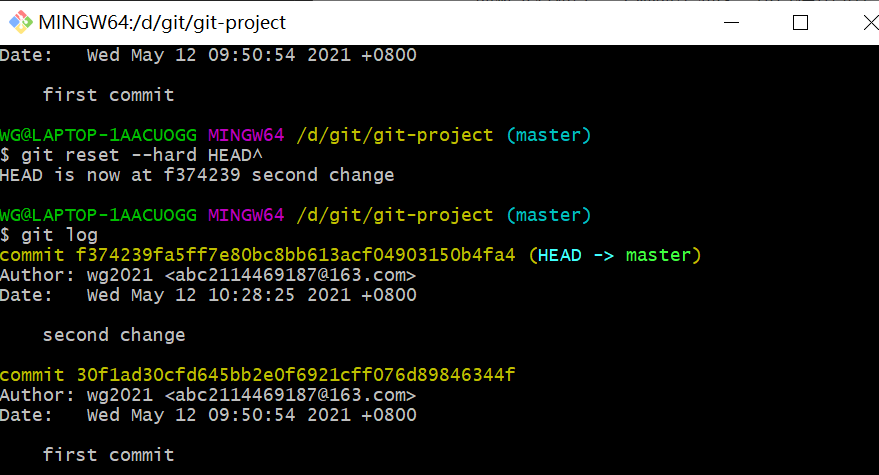 MINGW64:/d/git/git-project
Date:   Wed May 12 09:50:54 2021 +0800
first commit
WG@LAPTOP-1AACUOGG MINGW64 /d/git/git-project (master)
$ git reset --hard HEAD^
HEAD is now at f374239 second change
WG@LAPTOP-1AACUOGG MINGW64 /d/git/git-project (master)
$ git log
commit f374239fa5ff7e80bc8bb613acf04903150b4fa4 (HEAD -> master)
Author: wg2021 <abc2114469187@163.com>
Date:   Wed May 12 10:28:25 2021 +0800
second change
commit 30f1ad30cfd645bb2e0f6921cff076d89846344f
Author: wg2021 <abc2114469187@163.com>
Date:   Wed May 12 09:50:54 2021 +0800
first commit